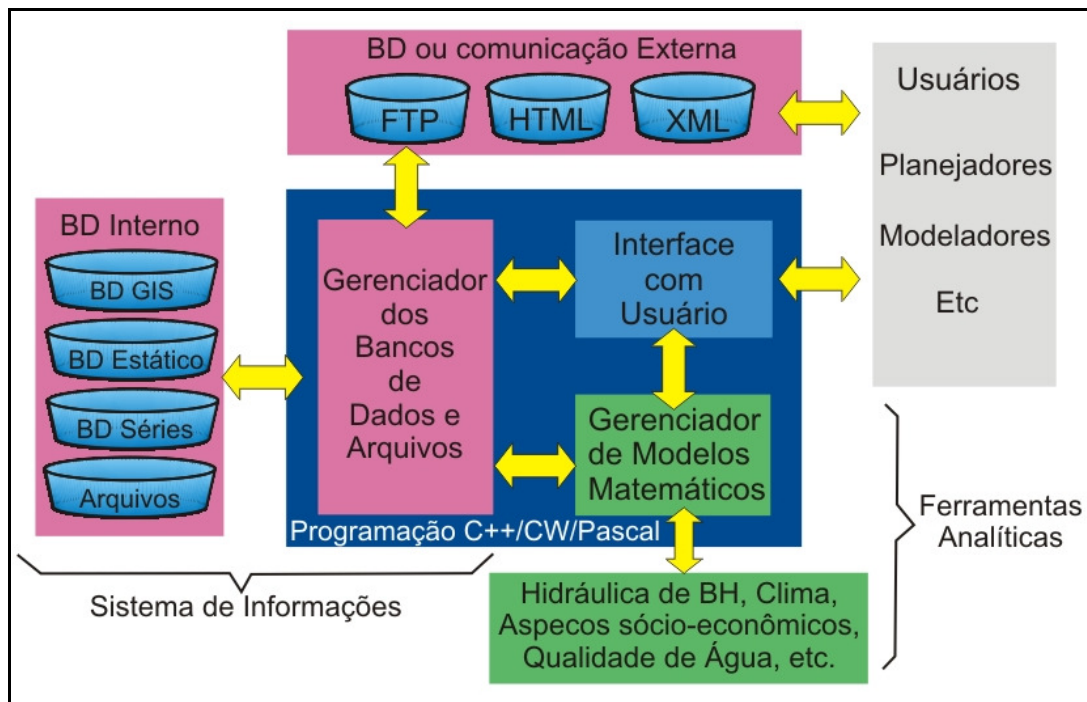 BD ou comunicação Externa
FTP
HTML
XML
Usuários
Planejadores
Modeladores
Etc
BD Interno
BD GIS
BD Estático
BD Séries
Arquivos
Gerenciador
dos
Bancos
de
Dados e
Arquivos
Interface
com
Usuário
Gerenciador
de Modelos
Matemáticos
Programação C++/CW/Pascal
Ferramentas
Analíticas
Sistema de Informações
Hidráulica de BH, Clima,
Aspecos sócio-econômicos,
Qualidade de Água, etc.